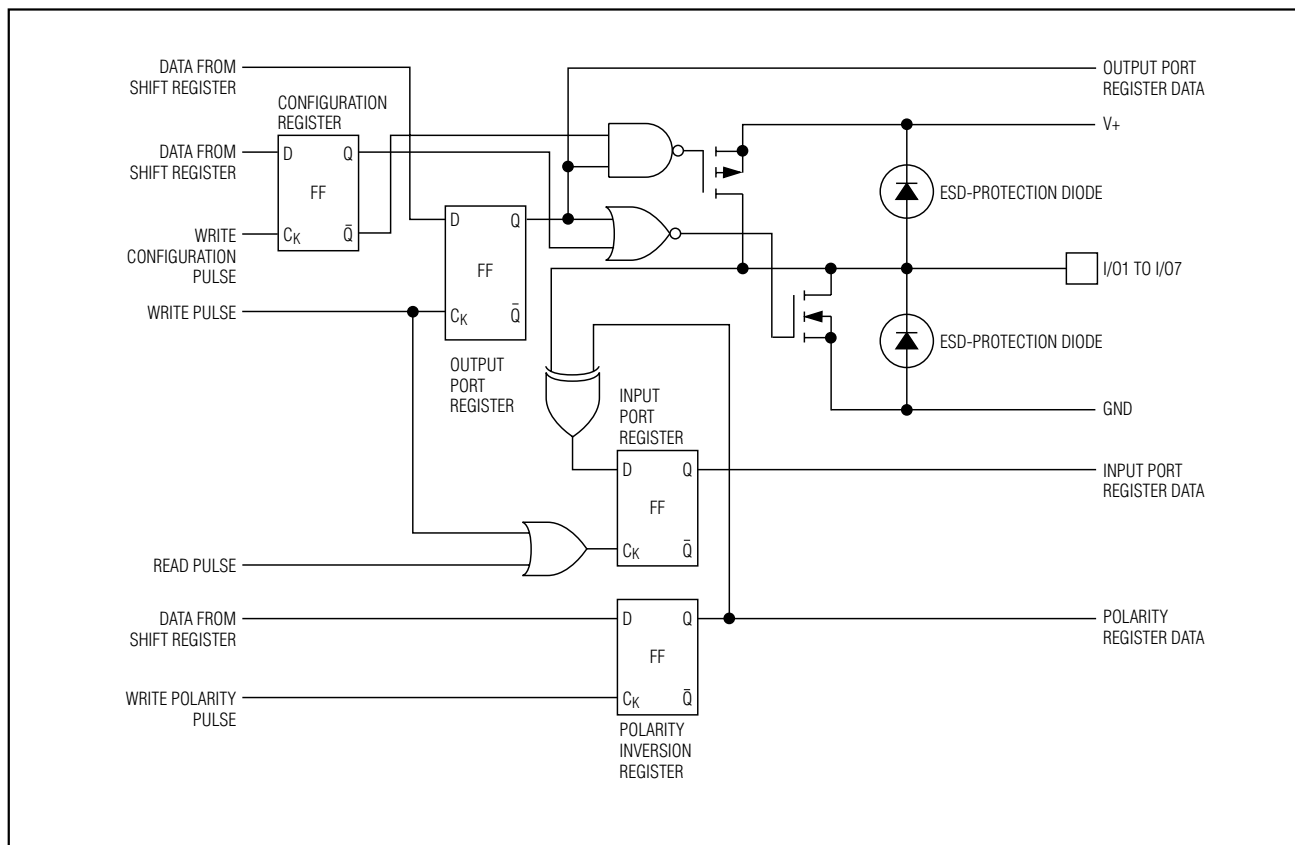 DATA FROM
SHIFT REGISTER
OUTPUT PORT
REGISTER DATA
CONFIGURATION
REGISTER
V+
DATA FROM
SHIFT REGISTER
D
Q
FF
CK
Q̄
WRITE
CONFIGURATION
PULSE
ESD-PROTECTION DIODE
D
Q
FF
CK
Q̄
I/O1 TO I/O7
WRITE PULSE
ESD-PROTECTION DIODE
OUTPUT
PORT
REGISTER
INPUT
PORT
REGISTER
GND
D
Q
FF
CK
Q̄
INPUT PORT
REGISTER DATA
READ PULSE
DATA FROM
SHIFT REGISTER
D
Q
FF
CK
Q̄
POLARITY
REGISTER DATA
WRITE POLARITY
PULSE
POLARITY
INVERSION
REGISTER